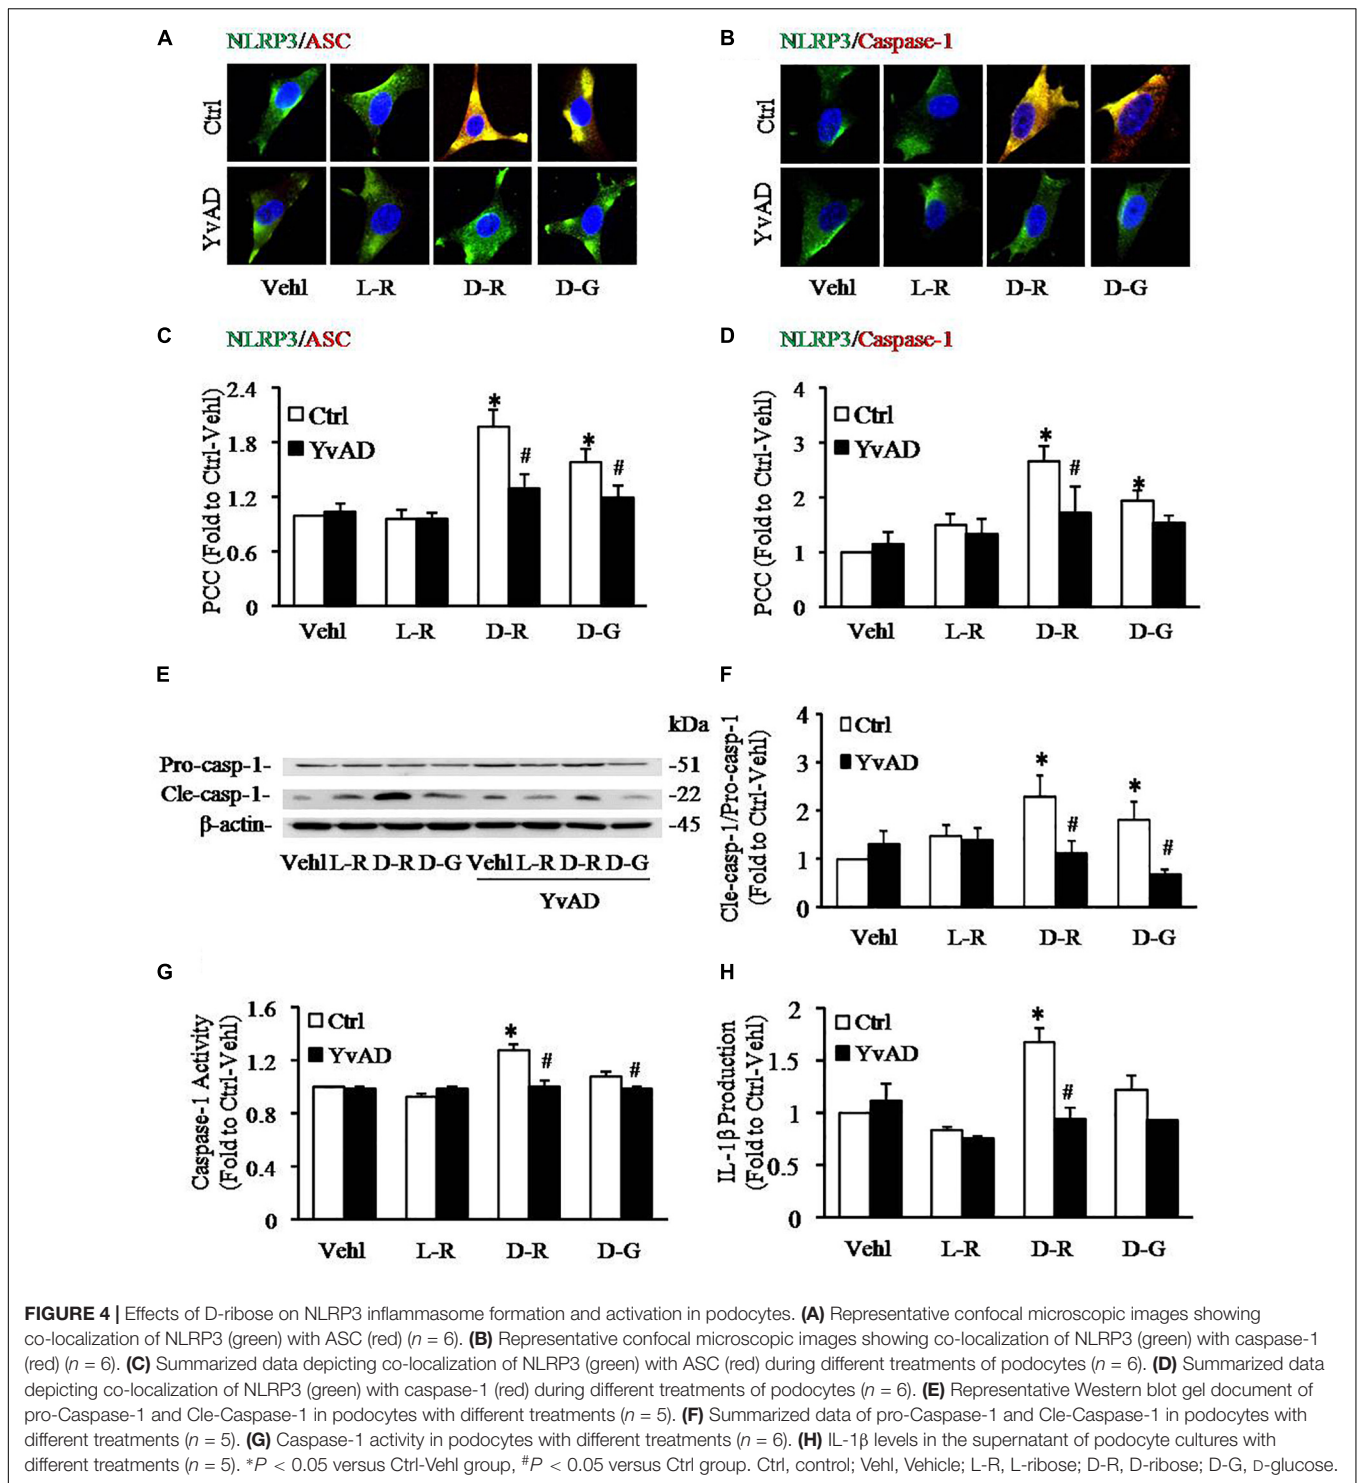 A NLRP3/ASC
Ctrl
YvAD
Vehl L-R D-R D-G
B NLRP3/Caspase-1
Ctrl
YvAD
Vehl L-R D-R D-G
C NLRP3/ASC
PCC (Fold to Ctrl-Vehl)
2.4
1.8
1.2
0.6
0
Ctrl
YvAD
* # * #
Vehl L-R D-R D-G
D NLRP3/Caspase-1
PCC (Fold to Ctrl-Vehl)
4
3
2
1
0
Ctrl
YvAD
* # *
Vehl L-R D-R D-G
E
kDa
Pro-casp-1- -51
Cle-casp-1- -22
β-actin- -45
Vehl L-R D-R D-G Vehl L-R D-R D-G
YvAD
F
Cle-casp-1/Pro-casp-1
(Fold to Ctrl-Vehl)
4
3
2
1
0
Ctrl
YvAD
* # * #
Vehl L-R D-R D-G
G
Caspase-1 Activity
(Fold to Ctrl-Vehl)
1.6
1.2
0.8
0.4
0
Ctrl
YvAD
* # #
Vehl L-R D-R D-G
H
IL-1β Production
(Fold to Ctrl-Vehl)
2
1.5
1
0.5
0
Ctrl
YvAD
* #
Vehl L-R D-R D-G
FIGURE 4 | Effects of D-ribose on NLRP3 inflammasome formation and activation in podocytes. (A) Representative confocal microscopic images showing
co-localization of NLRP3 (green) with ASC (red) (n = 6). (B) Representative confocal microscopic images showing co-localization of NLRP3 (green) with caspase-1
(red) (n = 6). (C) Summarized data depicting co-localization of NLRP3 (green) with ASC (red) during different treatments of podocytes (n = 6). (D) Summarized data
depicting co-localization of NLRP3 (green) with caspase-1 (red) during different treatments of podocytes (n = 6). (E) Representative Western blot gel document of
pro-Caspase-1 and Cle-Caspase-1 in podocytes with different treatments (n = 5). (F) Summarized data of pro-Caspase-1 and Cle-Caspase-1 in podocytes with
different treatments (n = 5). (G) Caspase-1 activity in podocytes with different treatments (n = 6). (H) IL-1β levels in the supernatant of podocyte cultures with
different treatments (n = 5). *P < 0.05 versus Ctrl-Vehl group, #P < 0.05 versus Ctrl group. Ctrl, control; Vehl, Vehicle; L-R, L-ribose; D-R, D-ribose; D-G, D-glucose.